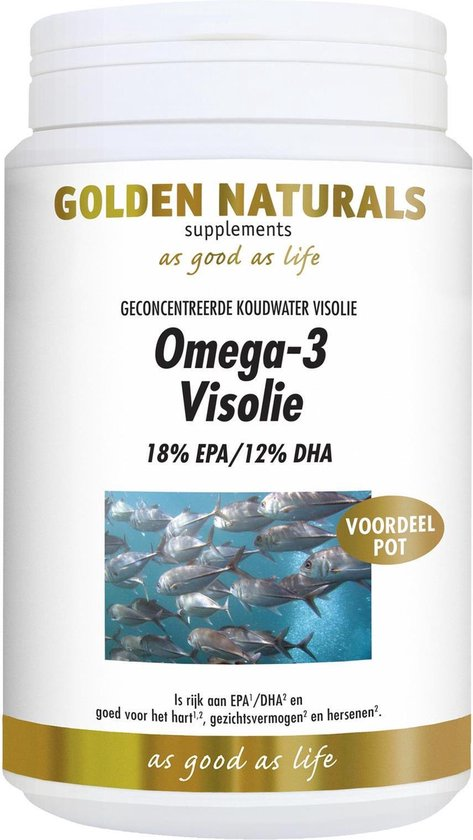 GOLDEN NATURALS
supplements
as good as life
GECONCENTREERDE KOUDWATER VISOLIE
Omega-3
Visolie
18% EPA/12% DHA
VOORDEEL
POT
Is rijk aan EPA¹/DHA² en
goed voor het hart¹,², gezichtsvermogen² en hersenen².
as good as life